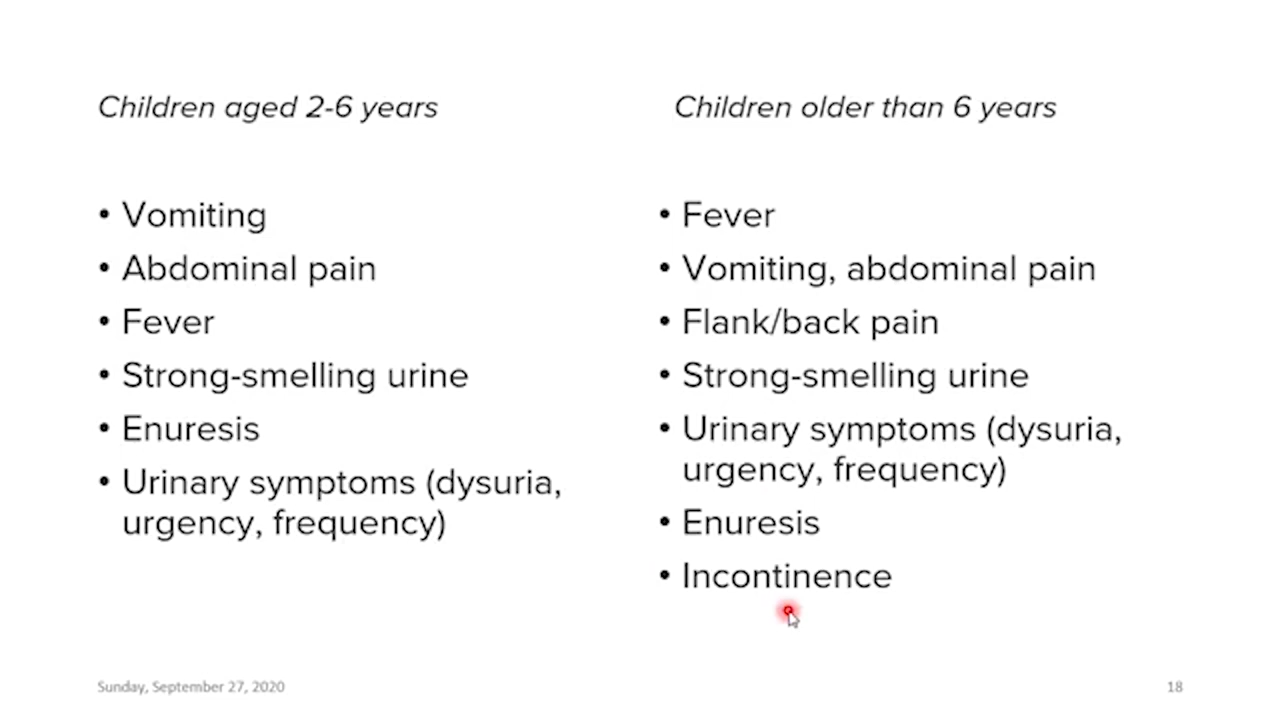 Children aged 2-6 years
• Vomiting
• Abdominal pain
• Fever
• Strong-smelling urine
• Enuresis
• Urinary symptoms (dysuria,
urgency, frequency)
Children older than 6 years
• Fever
• Vomiting, abdominal pain
• Flank/back pain
• Strong-smelling urine
• Urinary symptoms (dysuria,
urgency, frequency)
• Enuresis
• Incontinence
Sunday, September 27, 2020
18